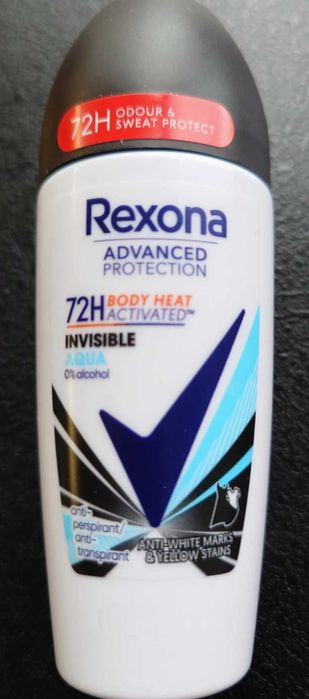 72H ODOUR &
SWEAT PROTECT
Rexona
ADVANCED
PROTECTION
72H BODY HEAT
ACTIVATED™
INVISIBLE
AQUA
0% alcohol
anti-
perspirant/
anti-
transpirant
ANTI-WHITE MARKS
& YELLOW STAINS